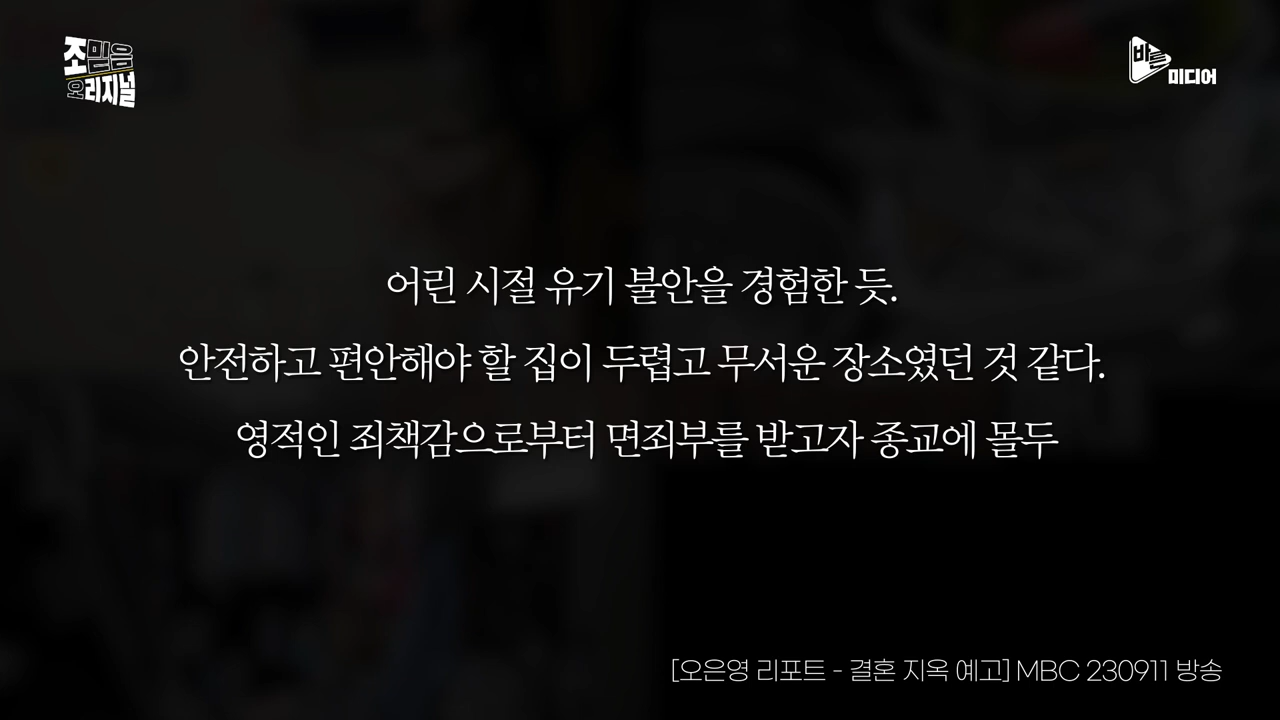 조믿음
오리지널
바른
미디어
어린 시절 유기 불안을 경험한 듯.
안전하고 편안해야 할 집이 두렵고 무서운 장소였던 것 같다.
영적인 죄책감으로부터 면죄부를 받고자 종교에 몰두
[오은영 리포트 - 결혼 지옥 예고] MBC 230911 방송